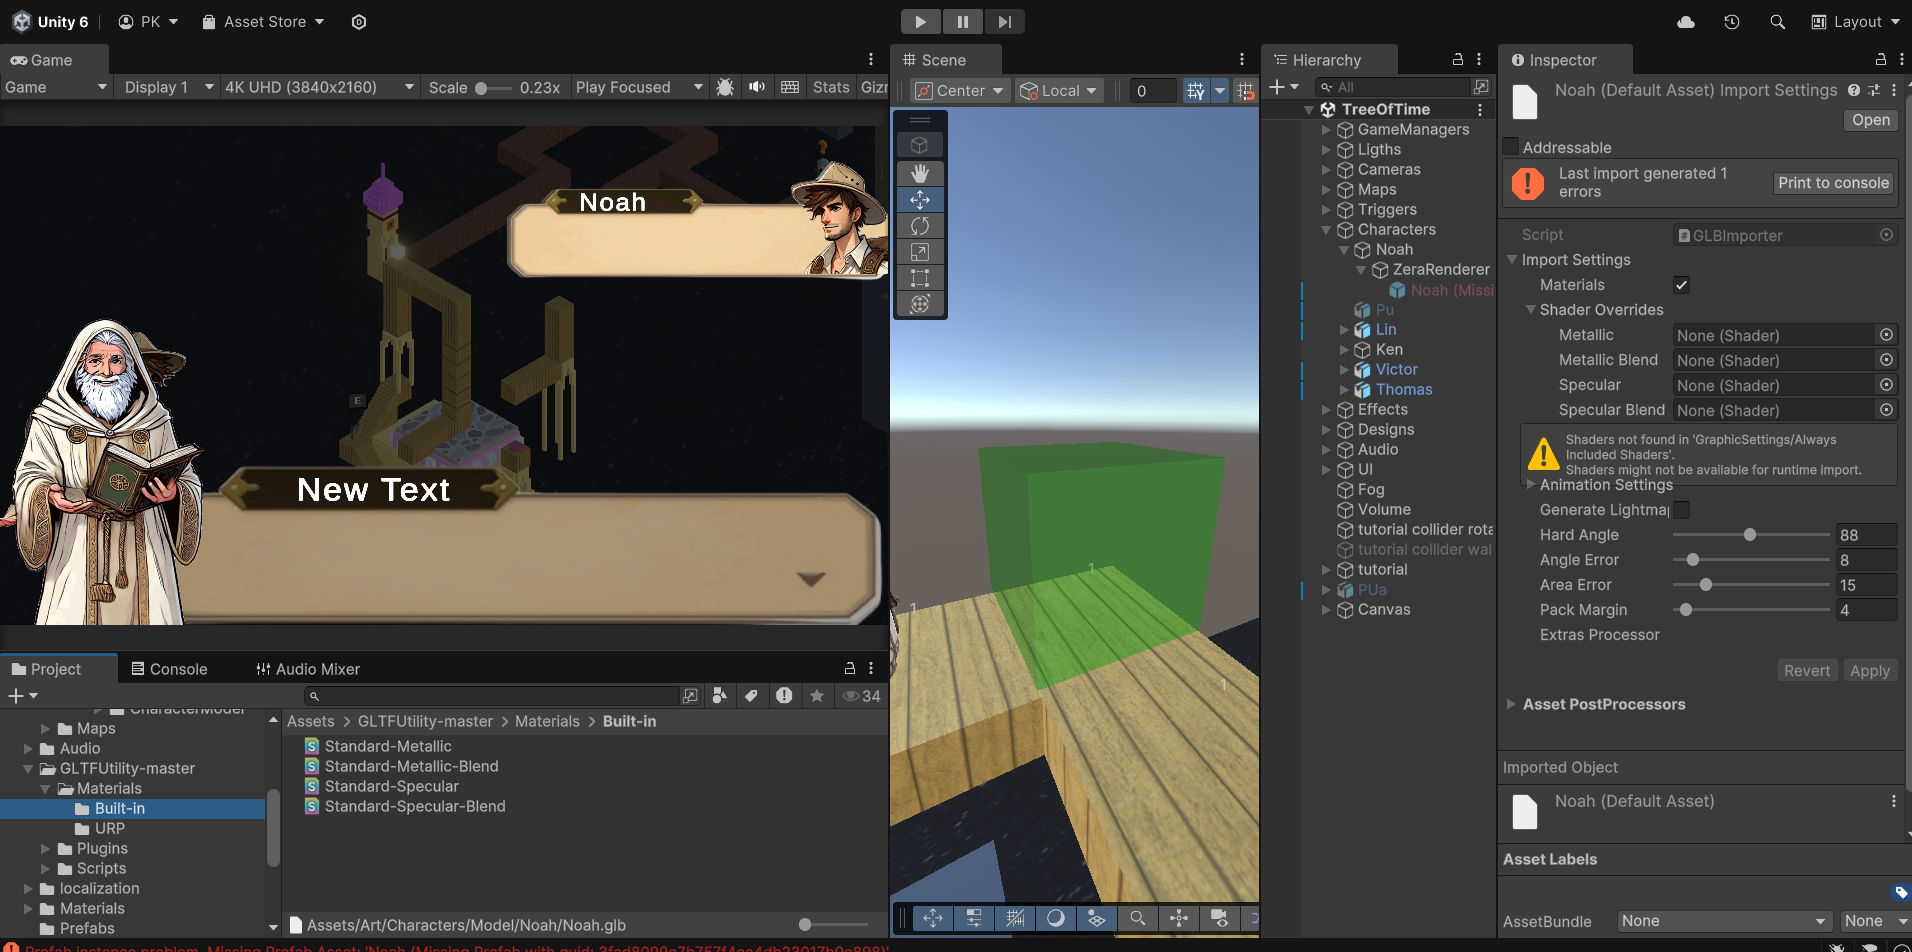 Unity 6
PK
Asset Store
Layout
Game
Game
Display 1
4K UHD (3840x2160)
Scale
0.23x
Play Focused
Stats
Giz
Noah
E
New Text
Scene
Center
Local
0
1
1
1
Hierarchy
All
TreeOfTime
GameManagers
Ligths
Cameras
Maps
Triggers
Characters
Noah
ZeraRenderer
Noah (Missi
Pu
Lin
Ken
Victor
Thomas
Effects
Designs
Audio
UI
Fog
Volume
tutorial collider rota
tutorial collider wal
tutorial
PUa
Canvas
Inspector
Noah (Default Asset) Import Settings
Open
Addressable
Last import generated 1
errors
Print to console
Script
GLBImporter
Import Settings
Materials
Shader Overrides
Metallic
None (Shader)
Metallic Blend
None (Shader)
Specular
None (Shader)
Specular Blend
None (Shader)
Shaders not found in 'GraphicSettings/Always
Included Shaders'.
Shaders might not be available for runtime import.
Animation Settings
Generate Lightma
Hard Angle
88
Angle Error
8
Area Error
15
Pack Margin
4
Extras Processor
Revert
Apply
Asset PostProcessors
Imported Object
Noah (Default Asset)
Asset Labels
AssetBundle
None
None
Project
Console
Audio Mixer
34
CharacterModel
Maps
Audio
GLTFUtility-master
Materials
Built-in
URP
Plugins
Scripts
localization
Materials
Prefabs
Assets > GLTFUtility-master > Materials > Built-in
Standard-Metallic
Standard-Metallic-Blend
Standard-Specular
Standard-Specular-Blend
Assets/Art/Characters/Model/Noah/Noah.glb
Prefab instance problem. Missing Prefab Asset: 'Noah (Missing Prefab with guid: